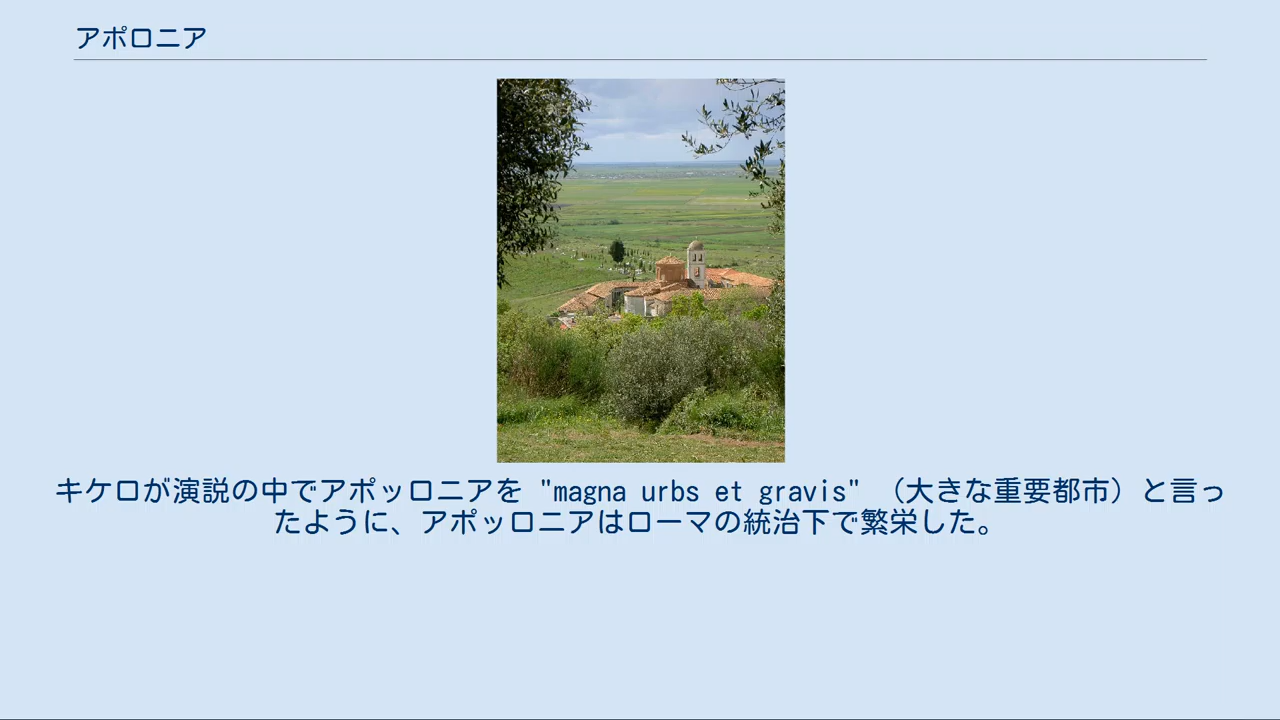 アポロニア
キケロが演説の中でアポッロニアを "magna urbs et gravis" （大きな重要都市）と言っ
たように、アポッロニアはローマの統治下で繁栄した。